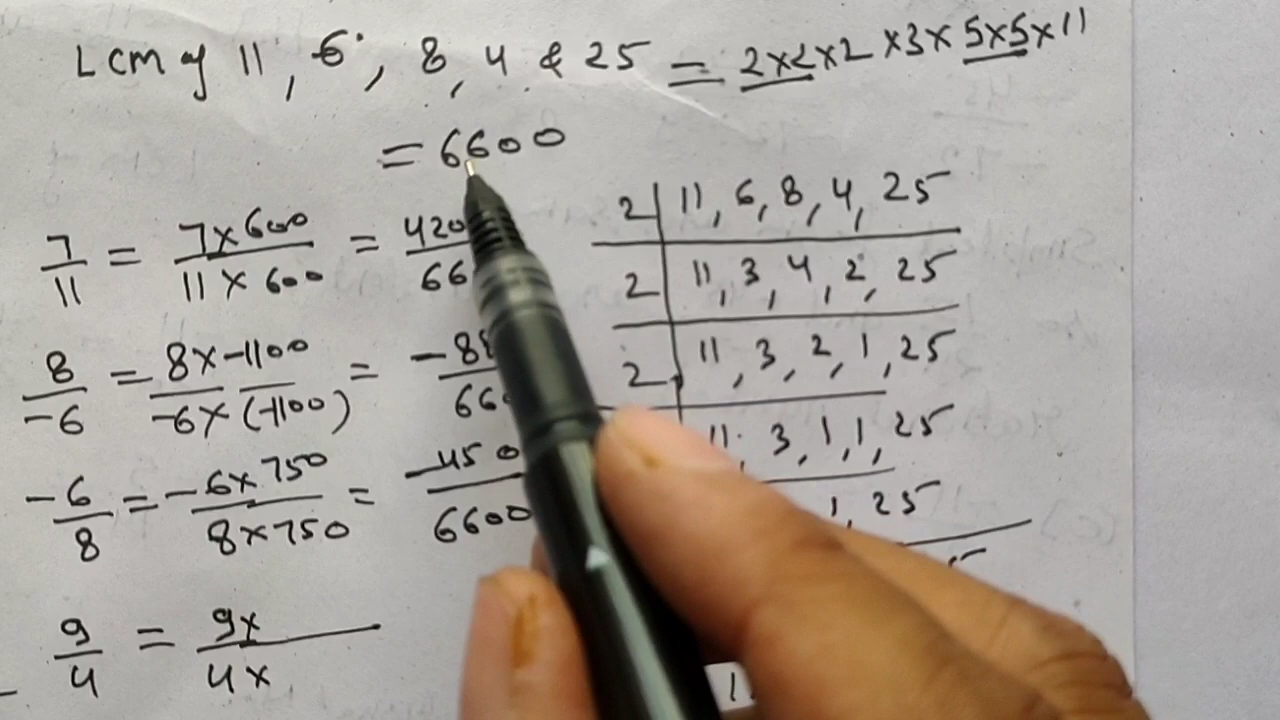 Lcm of 11, 6, 8, 4 & 25 = 2×2×2×3×5×5×11
= 6600
7/11 = 7×600/11×600 = 420/66
8/-6 = 8×-1100/-6×(-1100) = -88/66
-6/8 = -6×750/8×750 = -450/6600
9/4 = 9×/4×
2 | 11, 6, 8, 4, 25
2 | 11, 3, 4, 2, 25
2 | 11, 3, 2, 1, 25
11, 3, 1, 1, 25
1, 25